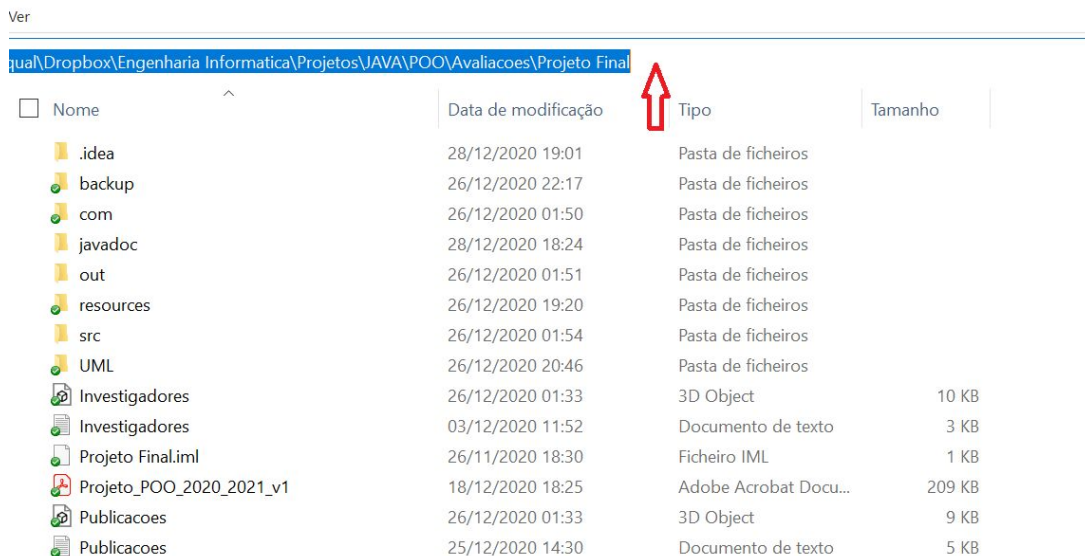 Ver
qual\Dropbox\Engenharia Informatica\Projetos\JAVA\POO\Avaliacoes\Projeto Final
Nome Data de modificação Tipo Tamanho
.idea 28/12/2020 19:01 Pasta de ficheiros
backup 26/12/2020 22:17 Pasta de ficheiros
com 26/12/2020 01:50 Pasta de ficheiros
javadoc 28/12/2020 18:24 Pasta de ficheiros
out 26/12/2020 01:51 Pasta de ficheiros
resources 26/12/2020 19:20 Pasta de ficheiros
src 26/12/2020 01:54 Pasta de ficheiros
UML 26/12/2020 20:46 Pasta de ficheiros
Investigadores 26/12/2020 01:33 3D Object 10 KB
Investigadores 03/12/2020 11:52 Documento de texto 3 KB
Projeto Final.iml 26/11/2020 18:30 Ficheiro IML 1 KB
Projeto_POO_2020_2021_v1 18/12/2020 18:25 Adobe Acrobat Docu... 209 KB
Publicacoes 26/12/2020 01:33 3D Object 9 KB
Publicacoes 25/12/2020 14:30 Documento de texto 5 KB